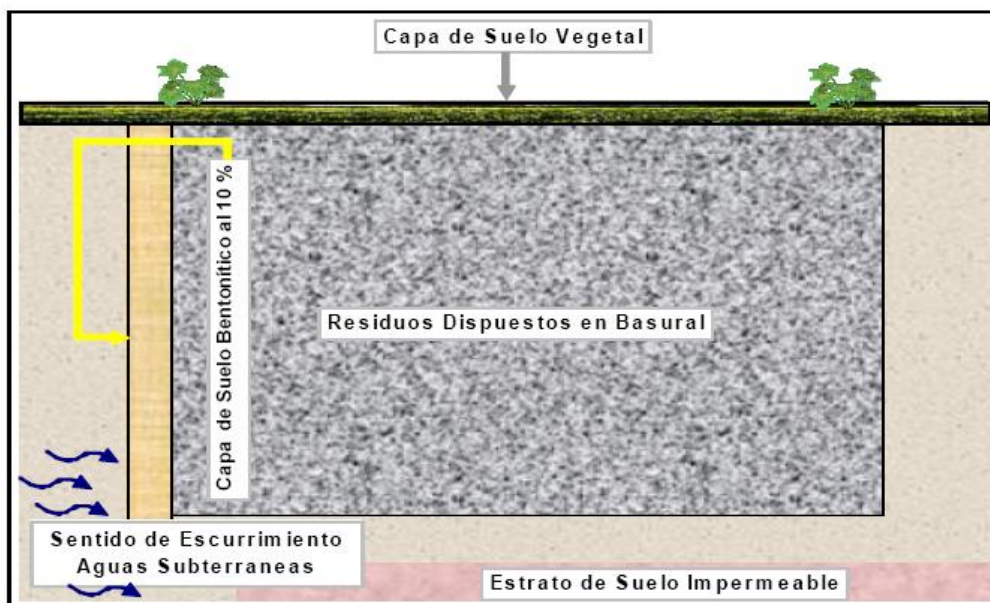 Capa de Suelo Vegetal
Capa de Suelo Bentonítico al 10 %
Residuos Dispuestos en Basural
Sentido de Escurrimiento
Aguas Subterraneas
Estrato de Suelo Impermeable